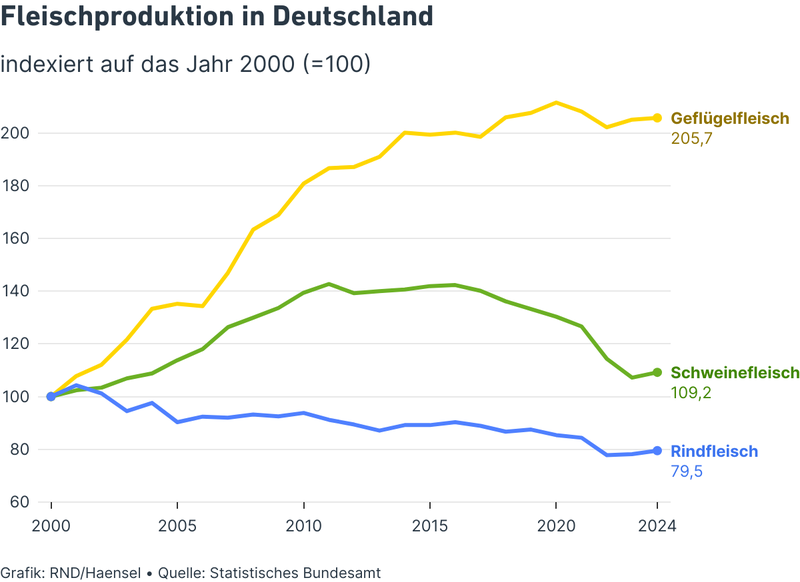 Fleischproduktion in Deutschland
indexiert auf das Jahr 2000 (=100)
200
180
160
140
120
100
80
60
2000 2005 2010 2015 2020 2024
Geflügelfleisch
205,7
Schweinefleisch
109,2
Rindfleisch
79,5
Grafik: RND/Haensel • Quelle: Statistisches Bundesamt